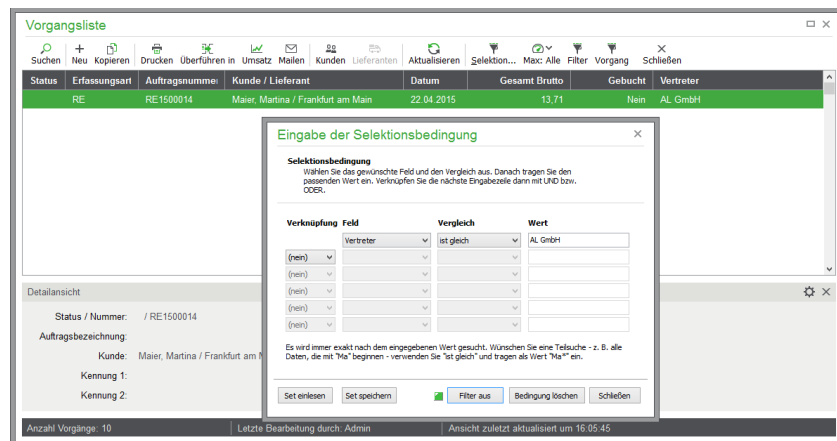 Vorgangsliste
Suchen Neu Kopieren Drucken Überführen in Umsatz Mailen Kunden Lieferanten Aktualisieren Selektion... Max: Alle Filter Vorgang Schließen
Status Erfassungsart Auftragsnummer Kunde / Lieferant Datum Gesamt Brutto Gebucht Vertreter
RE RE1500014 Maier, Martina / Frankfurt am Main 22.04.2015 13,71 Nein AL GmbH
Eingabe der Selektionsbedingung
Selektionsbedingung
Wählen Sie das gewünschte Feld und den Vergleich aus. Danach tragen Sie den
passenden Wert ein. Verknüpfen Sie die nächste Eingabezeile dann mit UND bzw.
ODER.
Verknüpfung Feld Vergleich Wert
Vertreter ist gleich AL GmbH
(nein)
(nein)
(nein)
(nein)
(nein)
Es wird immer exakt nach dem eingegebenen Wert gesucht. Wünschen Sie eine Teilsuche - z. B. alle
Daten, die mit "Ma" beginnen - verwenden Sie "ist gleich" und tragen als Wert "Ma*" ein.
Set einlesen Set speichern Filter aus Bedingung löschen Schließen
Detailansicht
Status / Nummer: / RE1500014
Auftragsbezeichnung:
Kunde: Maier, Martina / Frankfurt am
Kennung 1:
Kennung 2:
Anzahl Vorgänge: 10 Letzte Bearbeitung durch: Admin Ansicht zuletzt aktualisiert um 16:05:45